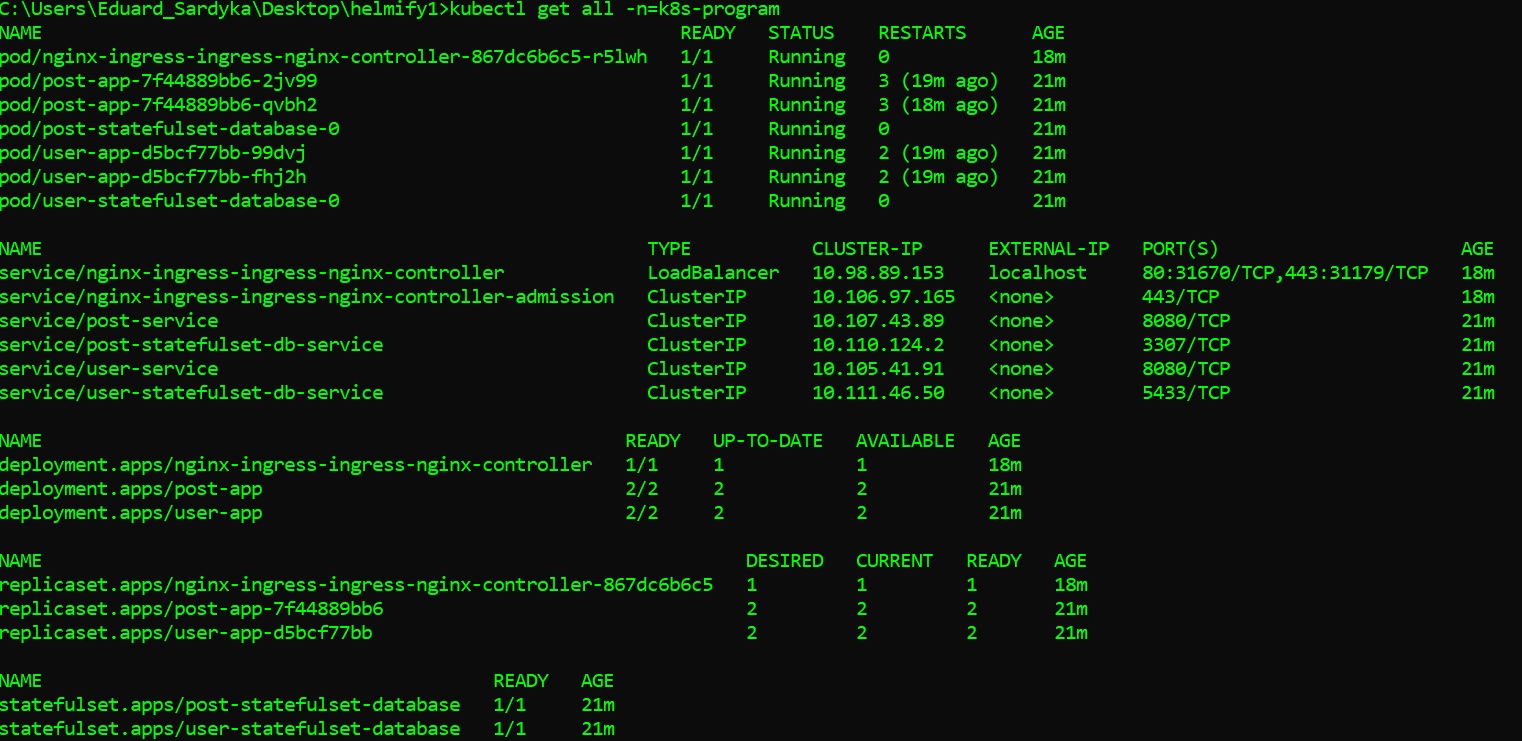 C:\Users\Eduard_Sardyka\Desktop\helmify1>kubectl get all -n=k8s-program
NAME READY STATUS RESTARTS AGE
pod/nginx-ingress-ingress-nginx-controller-867dc6b6c5-r5lwh 1/1 Running 0 18m
pod/post-app-7f44889bb6-2jv99 1/1 Running 3 (19m ago) 21m
pod/post-app-7f44889bb6-qvbh2 1/1 Running 3 (18m ago) 21m
pod/post-statefulset-database-0 1/1 Running 0 21m
pod/user-app-d5bcf77bb-99dvj 1/1 Running 2 (19m ago) 21m
pod/user-app-d5bcf77bb-fhj2h 1/1 Running 2 (19m ago) 21m
pod/user-statefulset-database-0 1/1 Running 0 21m
NAME TYPE CLUSTER-IP EXTERNAL-IP PORT(S) AGE
service/nginx-ingress-ingress-nginx-controller LoadBalancer 10.98.89.153 localhost 80:31670/TCP,443:31179/TCP 18m
service/nginx-ingress-ingress-nginx-controller-admission ClusterIP 10.106.97.165 <none> 443/TCP 18m
service/post-service ClusterIP 10.107.43.89 <none> 8080/TCP 21m
service/post-statefulset-db-service ClusterIP 10.110.124.2 <none> 3307/TCP 21m
service/user-service ClusterIP 10.105.41.91 <none> 8080/TCP 21m
service/user-statefulset-db-service ClusterIP 10.111.46.50 <none> 5433/TCP 21m
NAME READY UP-TO-DATE AVAILABLE AGE
deployment.apps/nginx-ingress-ingress-nginx-controller 1/1 1 1 18m
deployment.apps/post-app 2/2 2 2 21m
deployment.apps/user-app 2/2 2 2 21m
NAME DESIRED CURRENT READY AGE
replicaset.apps/nginx-ingress-ingress-nginx-controller-867dc6b6c5 1 1 1 18m
replicaset.apps/post-app-7f44889bb6 2 2 2 21m
replicaset.apps/user-app-d5bcf77bb 2 2 2 21m
NAME READY AGE
statefulset.apps/post-statefulset-database 1/1 21m
statefulset.apps/user-statefulset-database 1/1 21m